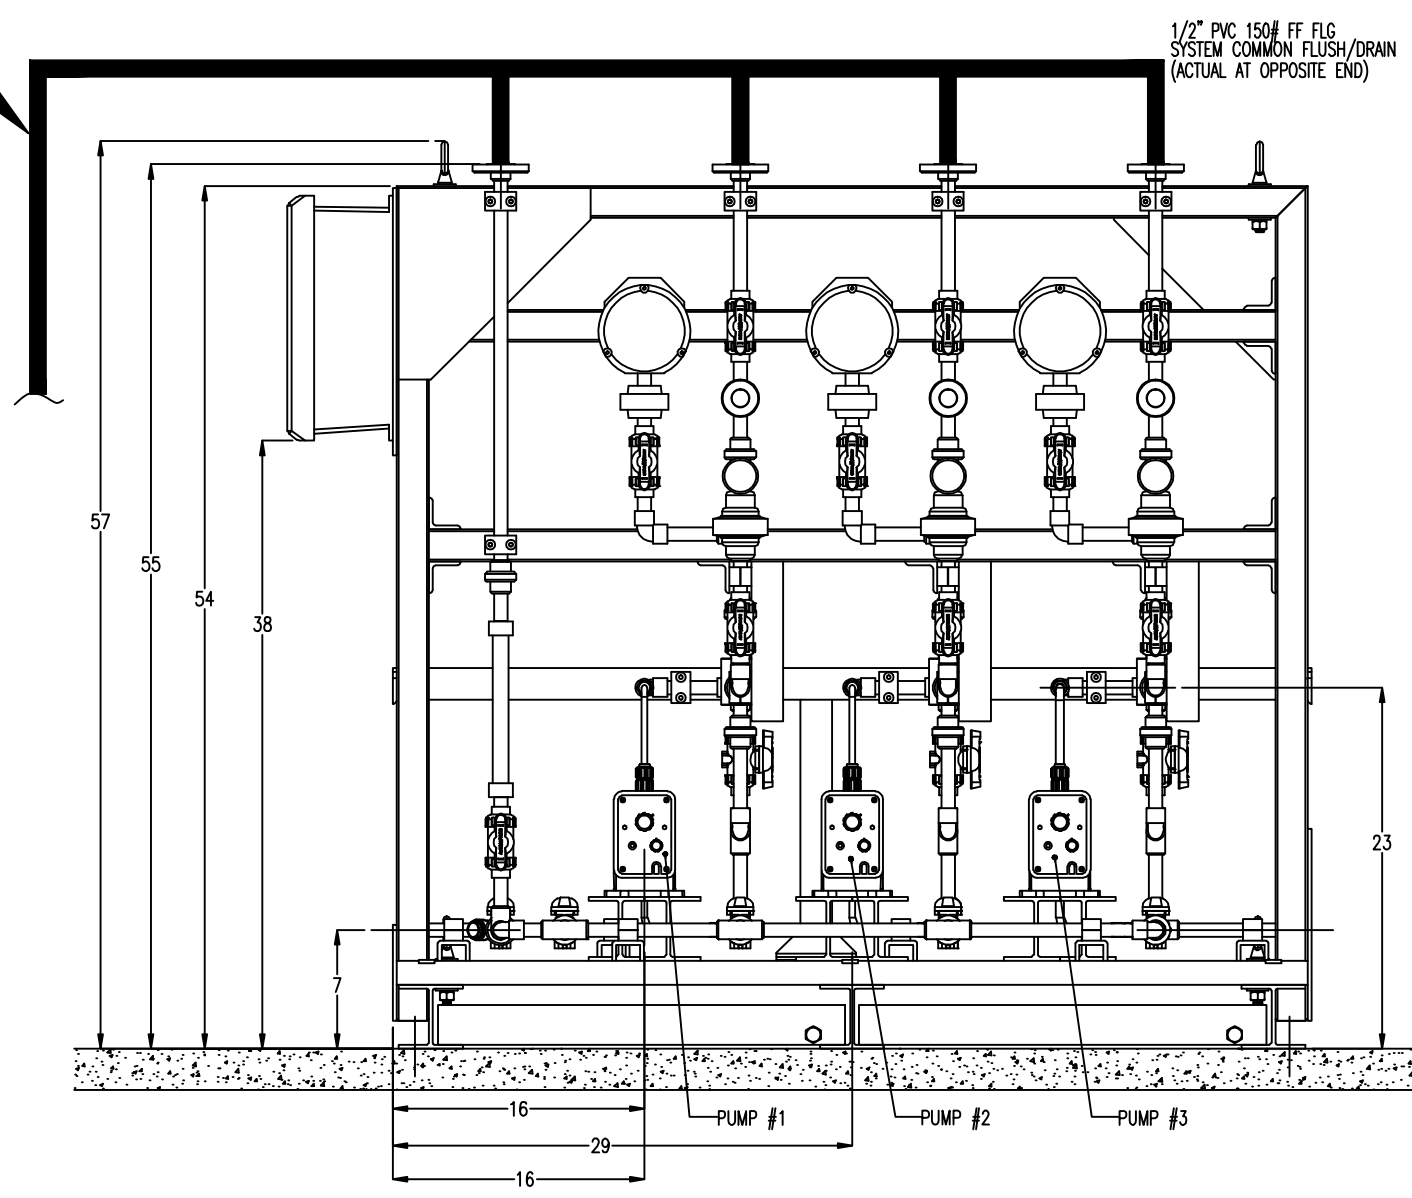 1/2" PVC 150# FF FLG
SYSTEM COMMON FLUSH/DRAIN
(ACTUAL AT OPPOSITE END)
57
55
54
38
23
7
16
PUMP #1
PUMP #2
PUMP #3
29
16